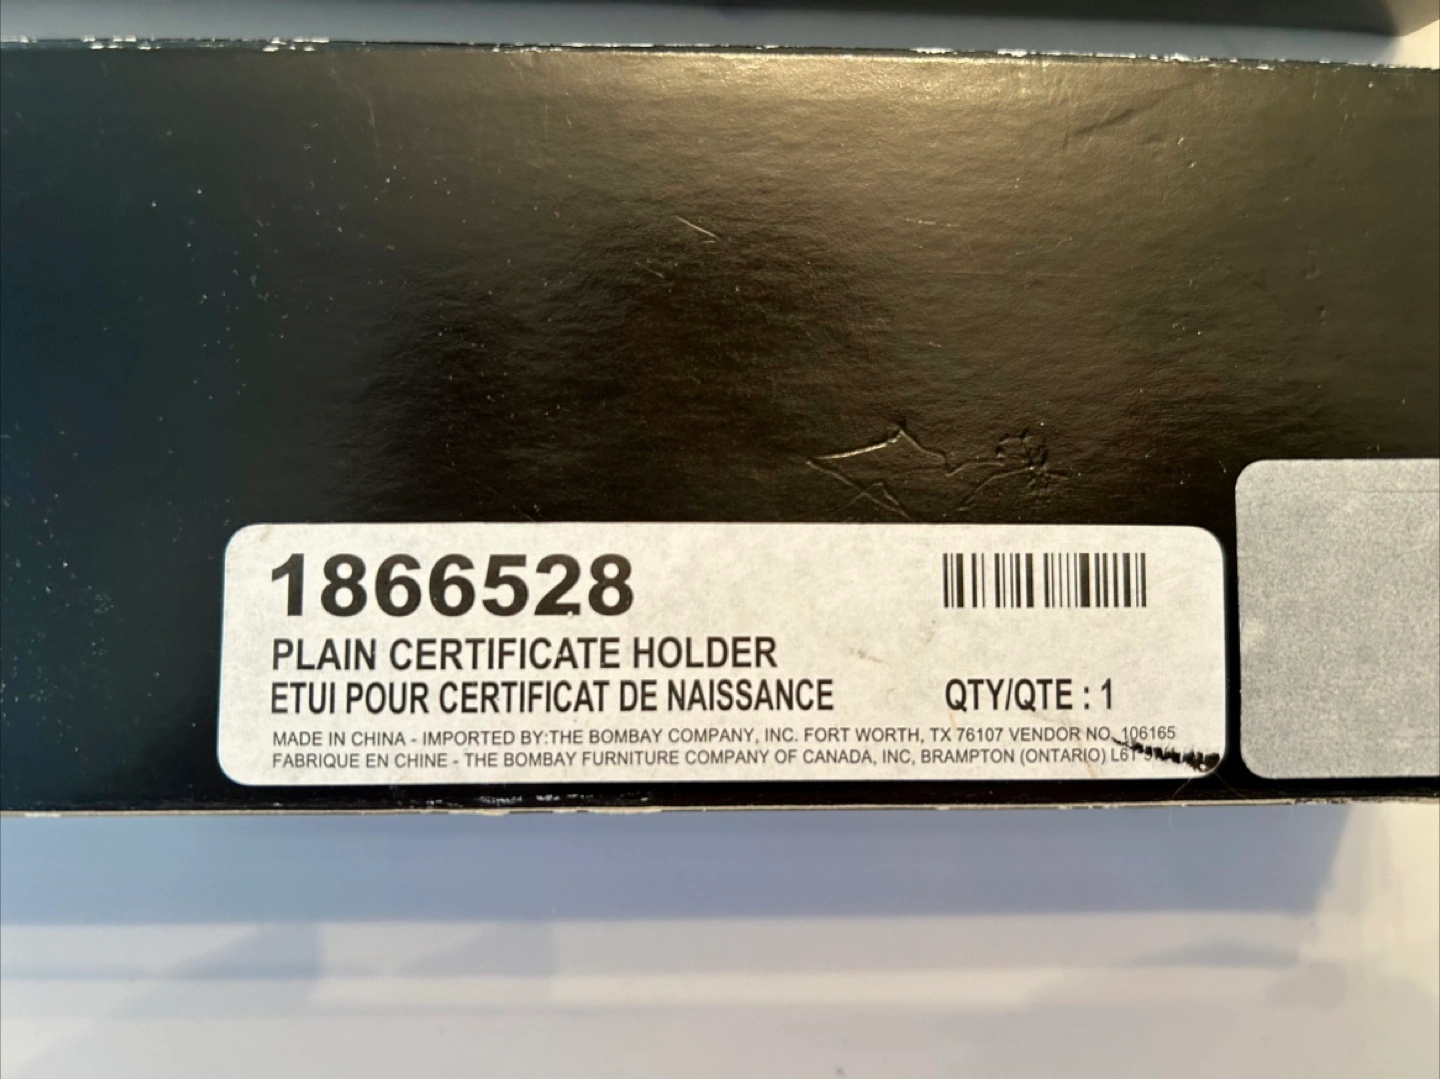 1866528
PLAIN CERTIFICATE HOLDER
ETUI POUR CERTIFICAT DE NAISSANCE
QTY/QTE : 1
MADE IN CHINA - IMPORTED BY:THE BOMBAY COMPANY, INC. FORT WORTH, TX 76107 VENDOR NO. 106165
FABRIQUE EN CHINE - THE BOMBAY FURNITURE COMPANY OF CANADA, INC, BRAMPTON (ONTARIO) L6T